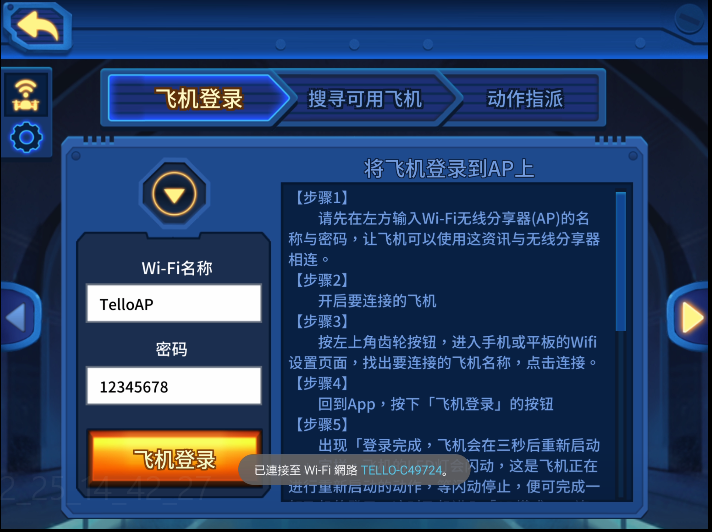 飞机登录
搜寻可用飞机
动作指派
将飞机登录到AP上
Wi-Fi名称
TelloAP
密码
12345678
飞机登录
【步骤1】
请先在左方输入Wi-Fi无线分享器(AP)的名
称与密码，让飞机可以使用这资讯与无线分享器
相连。
【步骤2】
开启要连接的飞机
【步骤3】
按左上角齿轮按钮，进入手机或平板的Wifi
设置页面，找出要连接的飞机名称，点击连接。
【步骤4】
回到App，按下「飞机登录」的按钮
【步骤5】
出现「登录完成，飞机会在三秒后重新启动
闪动，这是飞机正在
进行重新启动的动作，等闪动停止，便可完成一
已連接至 Wi-Fi 網路 TELLO-C49724。